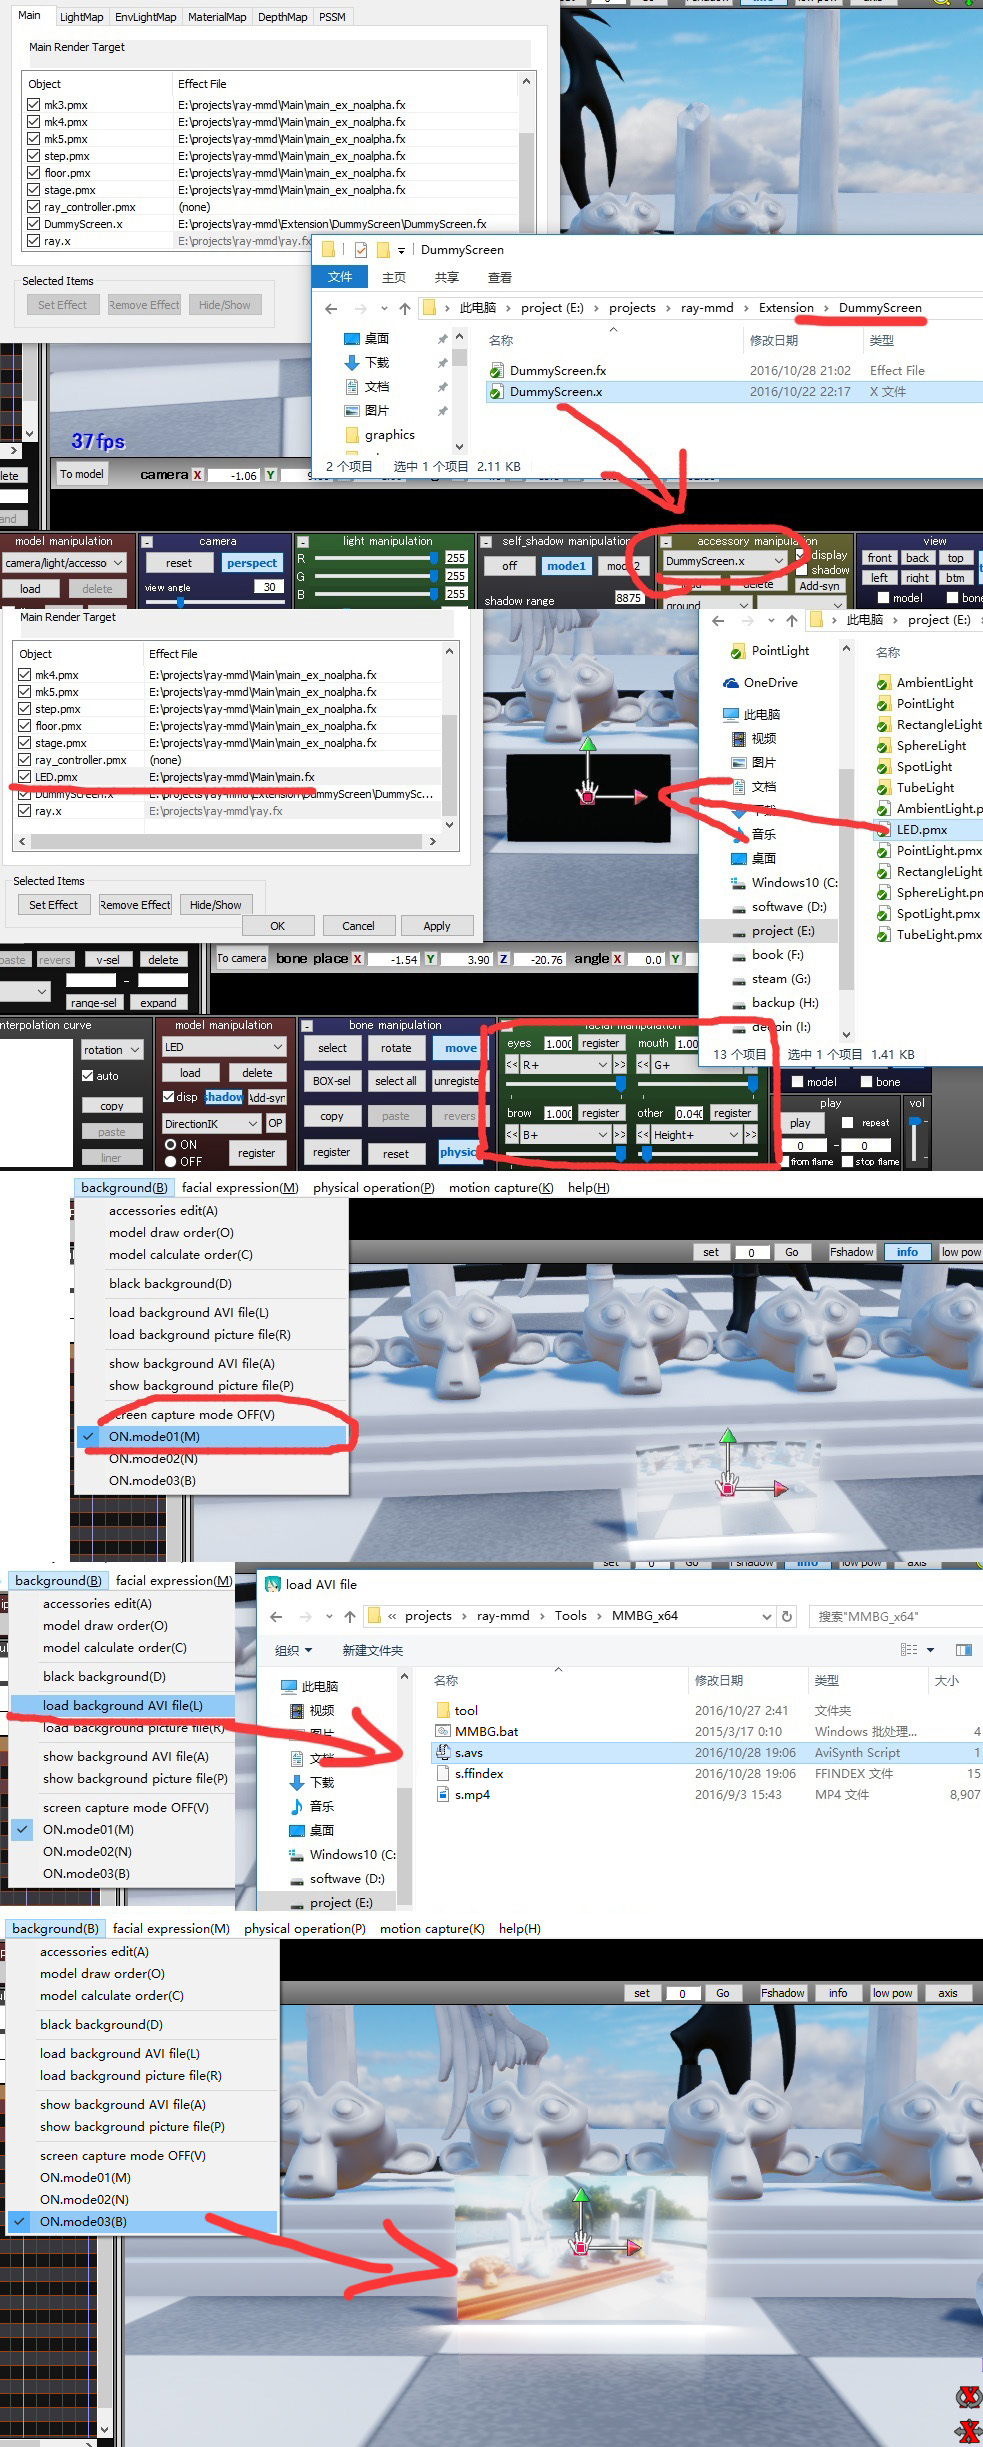 Main LightMap EnvLightMap MaterialMap DepthMap PSSM
Main Render Target
Object Effect File
mk3.pmx E:\projects\ray-mmd\Main\main_ex_noalpha.fx
mk4.pmx E:\projects\ray-mmd\Main\main_ex_noalpha.fx
mk5.pmx E:\projects\ray-mmd\Main\main_ex_noalpha.fx
step.pmx E:\projects\ray-mmd\Main\main_ex_noalpha.fx
floor.pmx E:\projects\ray-mmd\Main\main_ex_noalpha.fx
stage.pmx E:\projects\ray-mmd\Main\main_ex_noalpha.fx
ray_controller.pmx (none)
DummyScreen.x E:\projects\ray-mmd\Extension\DummyScreen\DummyScreen.fx
ray.x E:\projects\ray-mmd\ray.fx
Selected Items
Set Effect Remove Effect Hide/Show
DummyScreen
文件 主页 共享 查看
此电脑 project (E:) projects ray-mmd Extension DummyScreen
名称 修改日期 类型
桌面
下载
文档
图片
graphics
DummyScreen.fx 2016/10/28 21:02 Effect File
DummyScreen.x 2016/10/22 22:17 X 文件
2 个项目 选中 1 个项目 2.11 KB
37fps
To model camera X -1.06 Y
model manipulation camera light manipulation self_shadow manipulation accessory manipulation view
camera/light/accesso reset perspect R 255 off mode1 DummyScreen.x display front back top
load delete view angle 30 G 255 shadow left right btm
B 255 shadow range 8875 delete Add-syn model
ground
Main Render Target
Object Effect File
mk4.pmx E:\projects\ray-mmd\Main\main_ex_noalpha.fx
mk5.pmx E:\projects\ray-mmd\Main\main_ex_noalpha.fx
step.pmx E:\projects\ray-mmd\Main\main_ex_noalpha.fx
floor.pmx E:\projects\ray-mmd\Main\main_ex_noalpha.fx
stage.pmx E:\projects\ray-mmd\Main\main_ex_noalpha.fx
ray_controller.pmx (none)
LED.pmx E:\projects\ray-mmd\Main\main.fx
DummyScreen.x E:\projects\ray-mmd\Extension\DummyScreen\DummySc...
ray.x E:\projects\ray-mmd\ray.fx
Selected Items
Set Effect Remove Effect Hide/Show
OK Cancel Apply
此电脑 project (E:)
名称
PointLight
OneDrive
此电脑
视频
图片
文档
下载
音乐
桌面
Windows10 (C:
softwave (D:)
project (E:)
book (F:)
steam (G:)
backup (H:)
deepin (I:)
AmbientLight
PointLight
RectangleLight
SphereLight
SpotLight
TubeLight
AmbientLight.p
LED.pmx
PointLight.pmx
RectangleLight
SphereLight.pm
SpotLight.pmx
TubeLight.pmx
13 个项目 选中 1 个项目 1.41 KB
paste revers v-sel delete
range-sel expand
To camera bone place X -1.54 Y 3.90 Z -20.76 angle X 0.0 Y
nterpolation curve model manipulation bone manipulation facial manipulation
rotation LED select rotate move eyes 1.000 register mouth 1.00
auto load delete BOX-sel select all unregiste R+ G+
copy disp shadow Add-syn copy paste revers brow 1.000 register other 0.040 register
paste DirectionIK OP B+ Height+
liner ON OFF register register reset physic
model bone
play vol
play repeat
0 - 0
from flame stop flame
background(B) facial expression(M) physical operation(P) motion capture(K) help(H)
accessories edit(A)
model draw order(O)
model calculate order(C)
black background(D)
load background AVI file(L)
load background picture file(R)
show background AVI file(A)
show background picture file(P)
screen capture mode OFF(V)
ON.mode01(M)
ON.mode02(N)
ON.mode03(B)
set 0 Go Fshadow info low pow
background(B) facial expression(M)
accessories edit(A)
model draw order(O)
model calculate order(C)
black background(D)
load background AVI file(L)
load background picture file(R)
show background AVI file(A)
show background picture file(P)
screen capture mode OFF(V)
ON.mode01(M)
ON.mode02(N)
ON.mode03(B)
load AVI file
« projects ray-mmd Tools MMBG_x64 搜索"MMBG_x64"
组织 新建文件夹
名称 修改日期 类型 大小
此电脑
视频
图片
文档
下载
音乐
桌面
Windows10 (C:
softwave (D:)
project (E:)
tool 2016/10/27 2:41 文件夹
MMBG.bat 2015/3/17 0:10 Windows 批处理... 4
s.avs 2016/10/28 19:06 AviSynth Script 1
s.ffindex 2016/10/28 19:06 FFINDEX 文件 15
s.mp4 2016/9/3 15:43 MP4 文件 8,907
background(B) facial expression(M) physical operation(P) motion capture(K) help(H)
accessories edit(A)
model draw order(O)
model calculate order(C)
black background(D)
load background AVI file(L)
load background picture file(R)
show background AVI file(A)
show background picture file(P)
screen capture mode OFF(V)
ON.mode01(M)
ON.mode02(N)
ON.mode03(B)
set 0 Go Fshadow info low pow axis